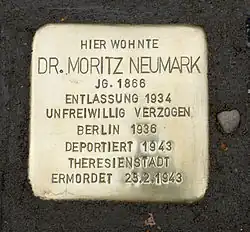 HIER WOHNTE
DR. MORITZ NEUMARK
JG. 1866
ENTLASSUNG 1934
UNFREIWILLIG VERZOGEN
BERLIN 1936
DEPORTIERT 1943
THERESIENSTADT
ERMORDET 25.2.1943